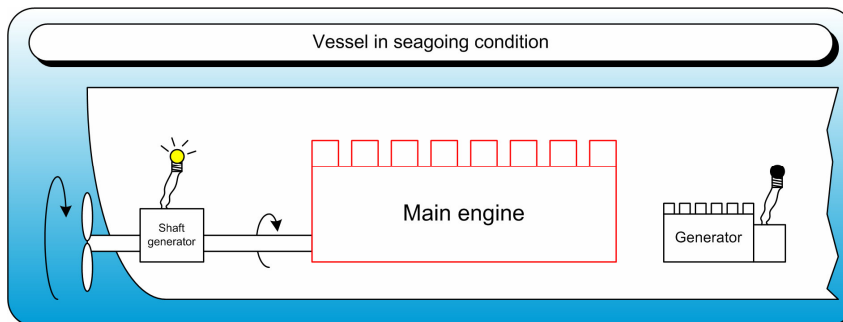 Vessel in seagoing condition
Shaft
generator
Main engine
Generator